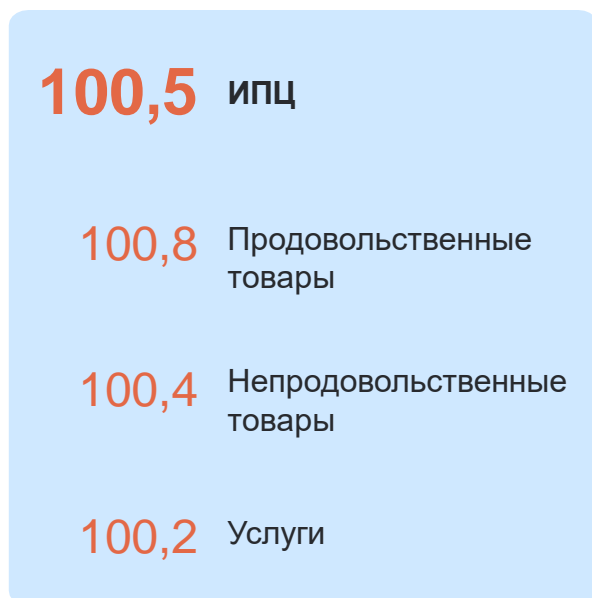 100,5 ИПЦ
100,8 Продовольственные
товары
100,4 Непродовольственные
товары
100,2 Услуги